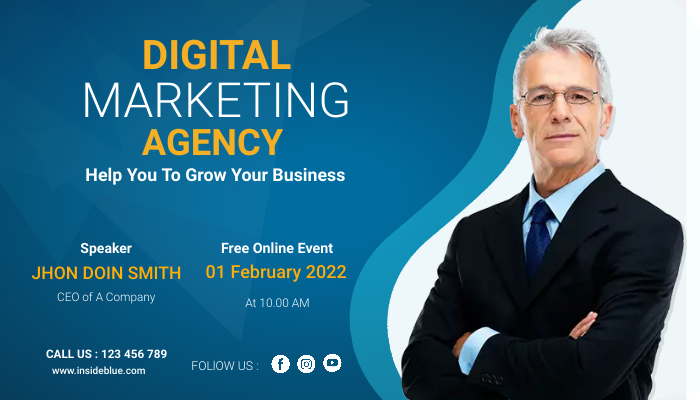 DIGITAL
MARKETING
AGENCY
Help You To Grow Your Business
Speaker
JHON DOIN SMITH
CEO of A Company
Free Online Event
01 February 2022
At 10.00 AM
CALL US : 123 456 789
www.insideblue.com
FOLLOW US :